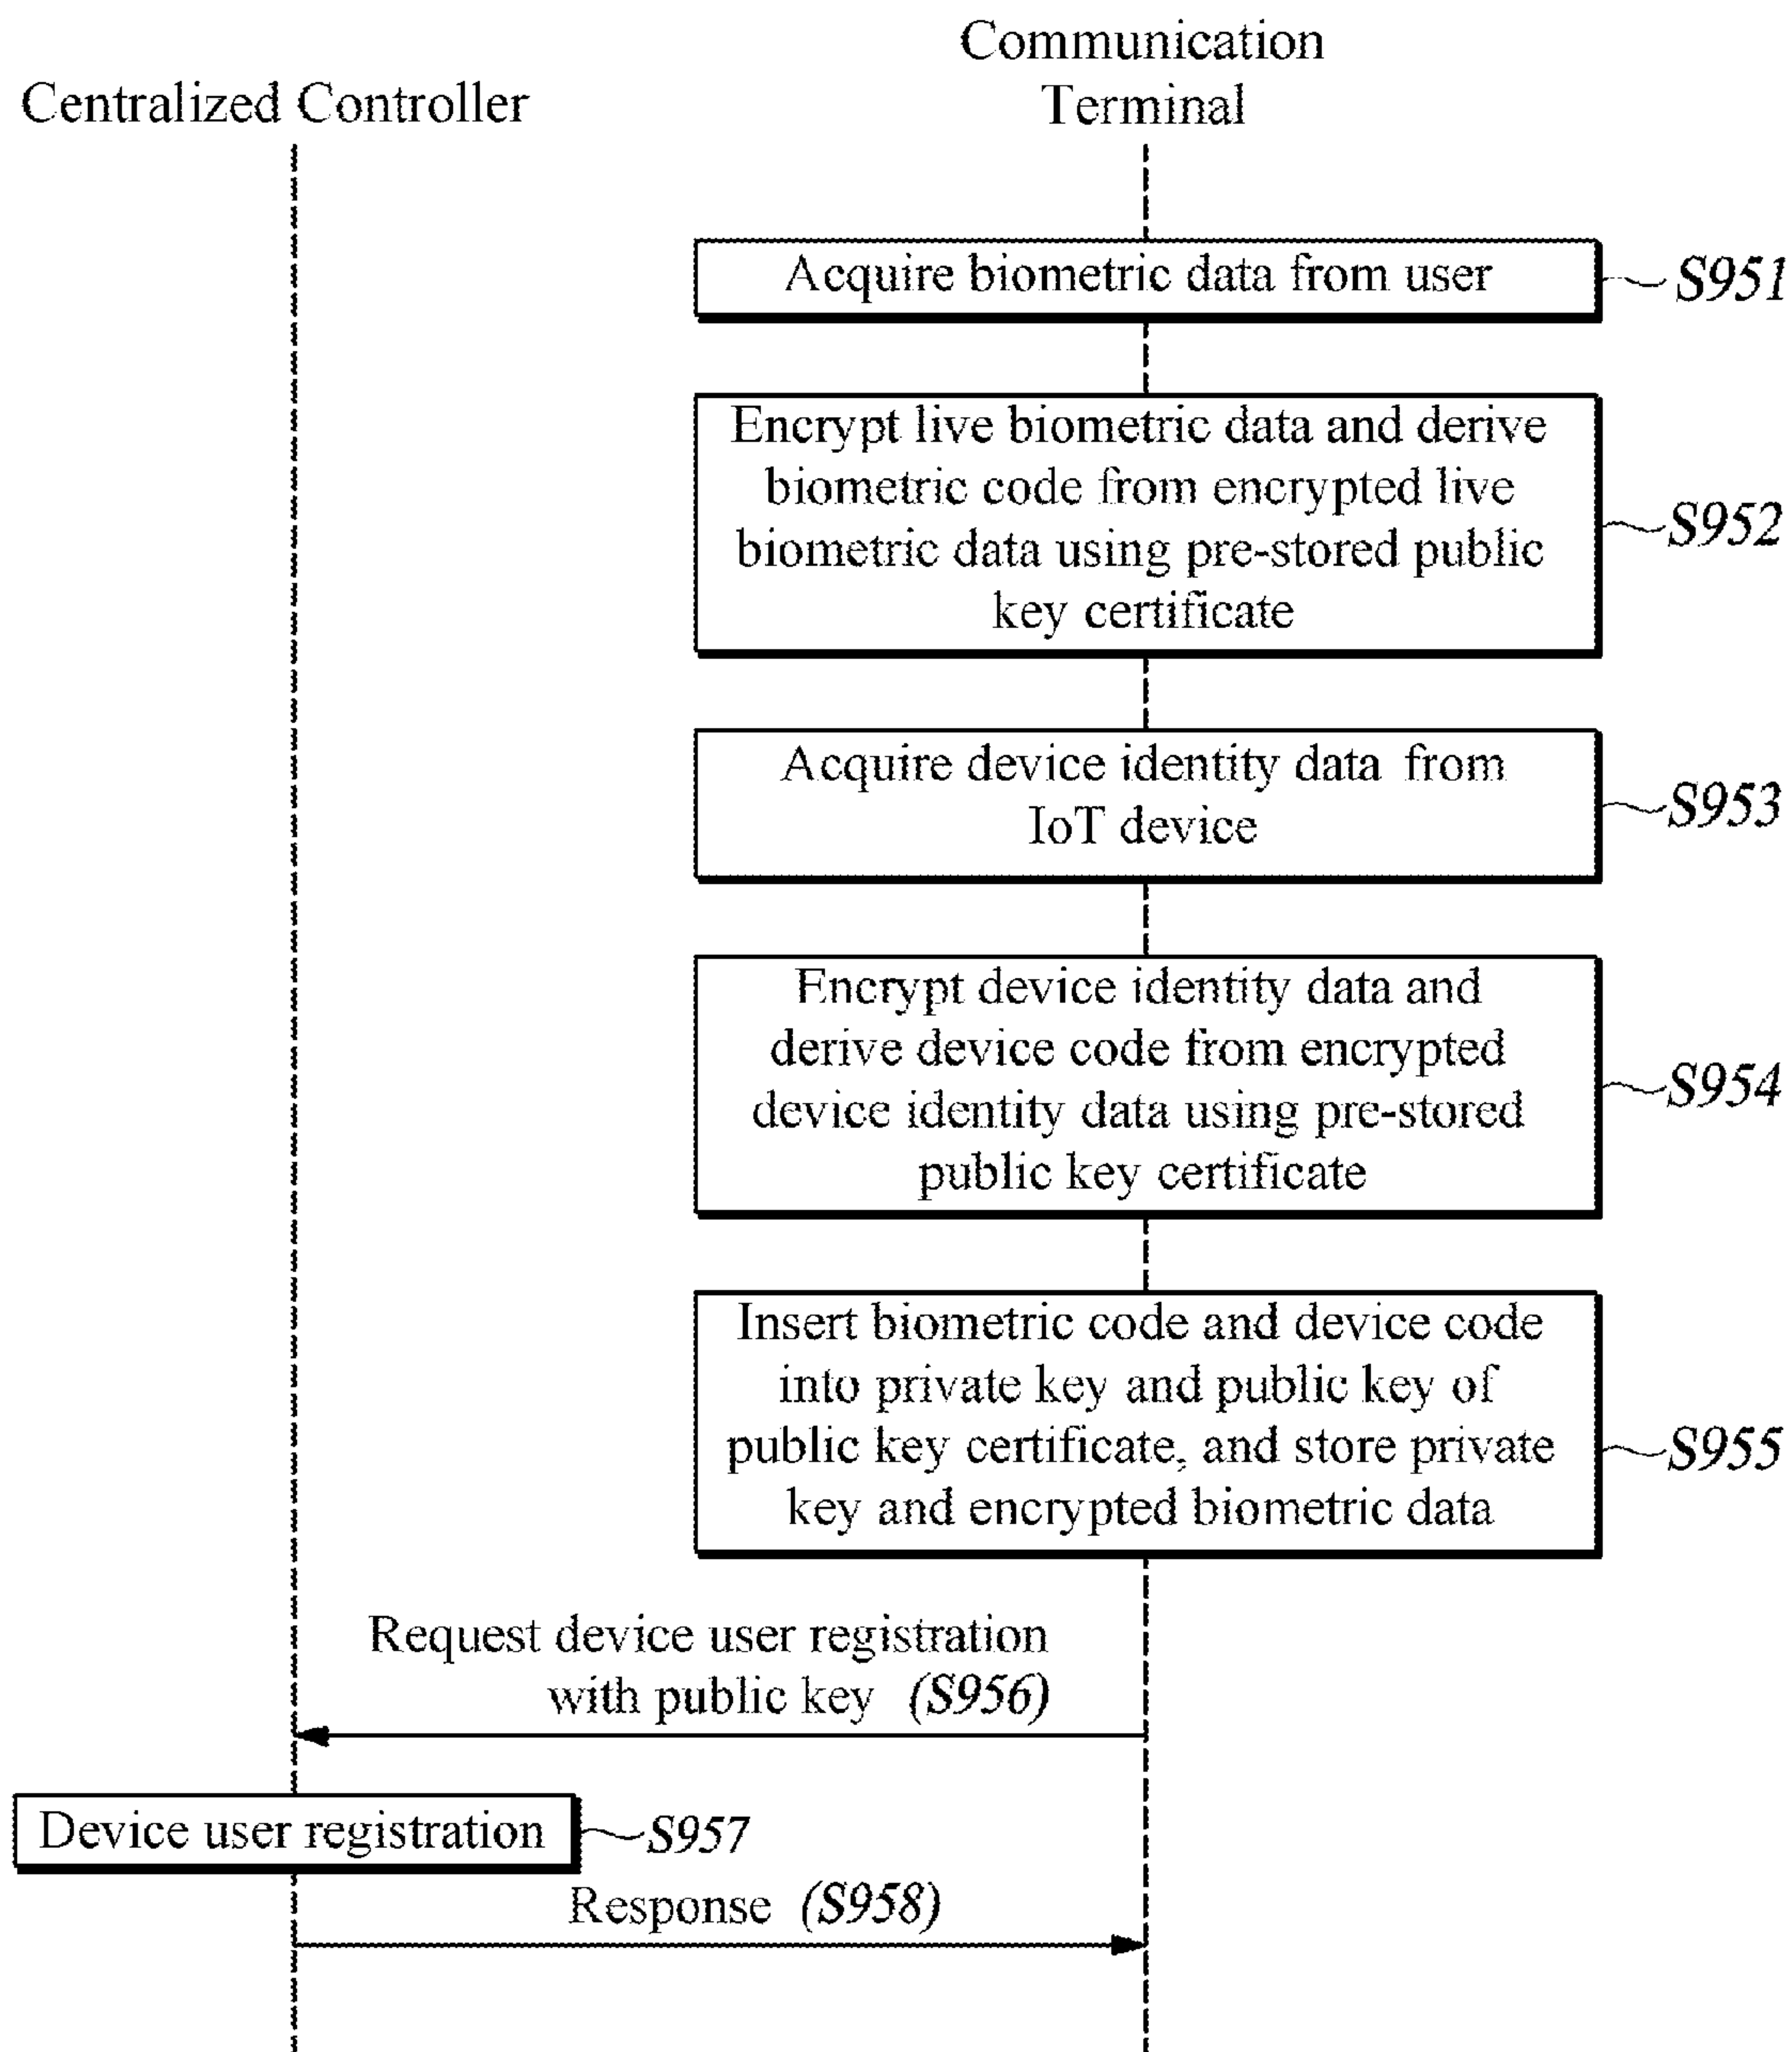 Communication
Centralized Controller
Terminal
Acquire biometric data from user
S951
Encrypt live biometric data and derive
biometric code from encrypted live
biometric data using pre-stored public
key certificate
S952
Acquire device identity data from
IoT device
S953
Encrypt device identity data and
derive device code from encrypted
device identity data using pre-stored
public key certificate
S954
Insert biometric code and device code
into private key and public key of
public key certificate, and store private
key and encrypted biometric data
S955
Request device user registration
with public key (S956)
Device user registration
S957
Response (S958)